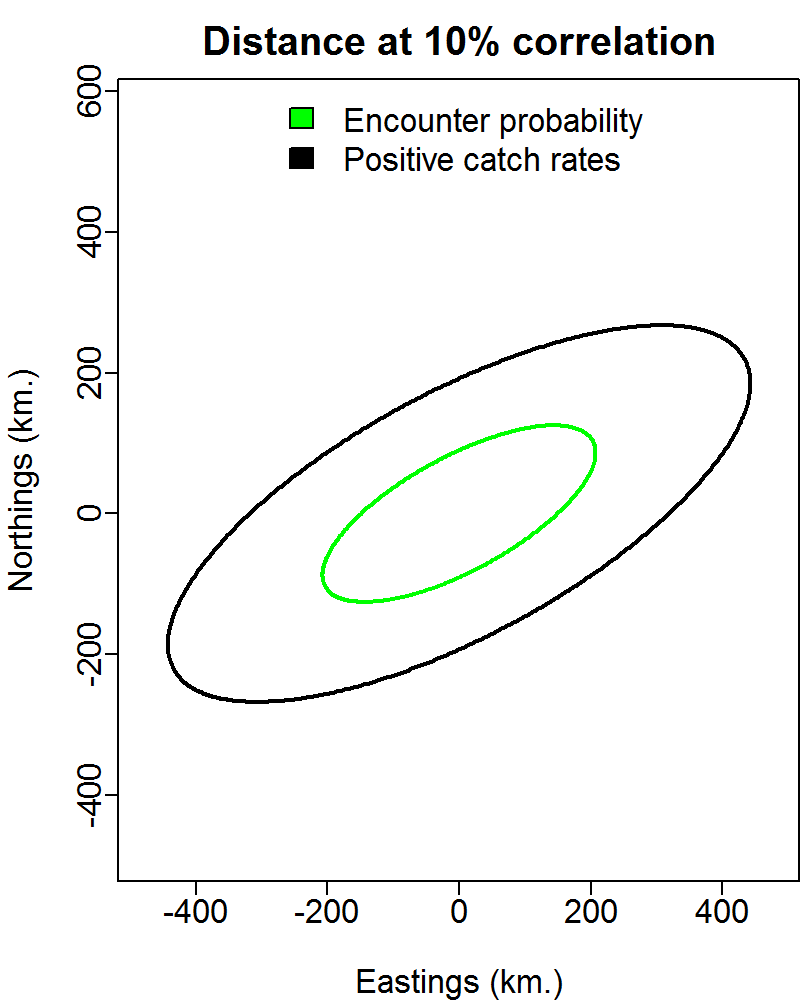 Distance at 10% correlation
Encounter probability
Positive catch rates
600
400
200
0
-200
-400
Northings (km.)
-400 -200 0 200 400
Eastings (km.)